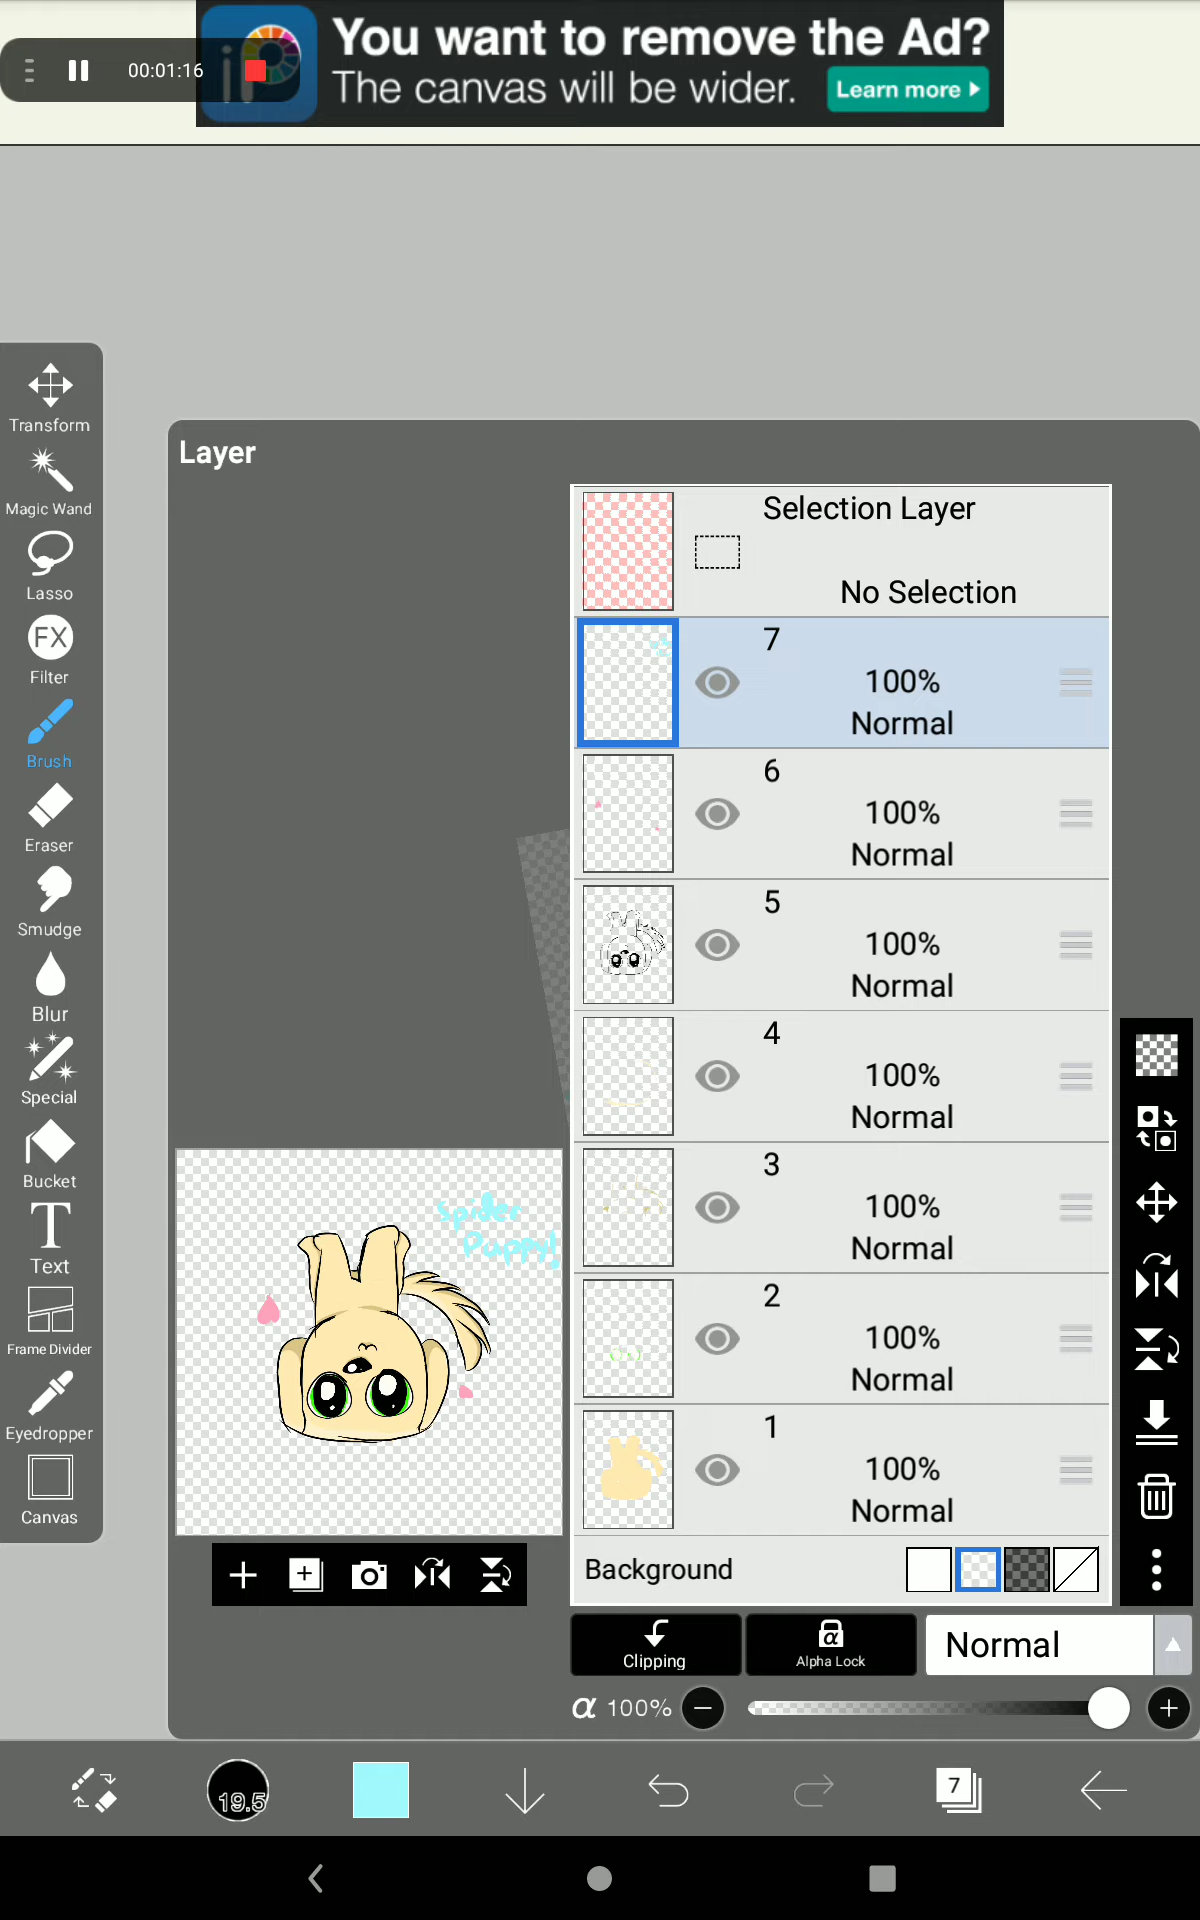 You want to remove the Ad?
00:01:16
iP
The canvas will be wider.
Learn more
Transform
Magic Wand
Lasso
FX
Filter
Brush
Eraser
Smudge
Blur
Special
Bucket
T
Text
Frame Divider
Eyedropper
Canvas
Layer
Selection Layer
No Selection
7
100%
Normal
6
100%
Normal
5
100%
Normal
4
100%
Normal
3
100%
Normal
2
100%
Normal
1
100%
Normal
Spider
Puppy!
Background
Clipping
α
Alpha Lock
Normal
α 100%
19.5
7